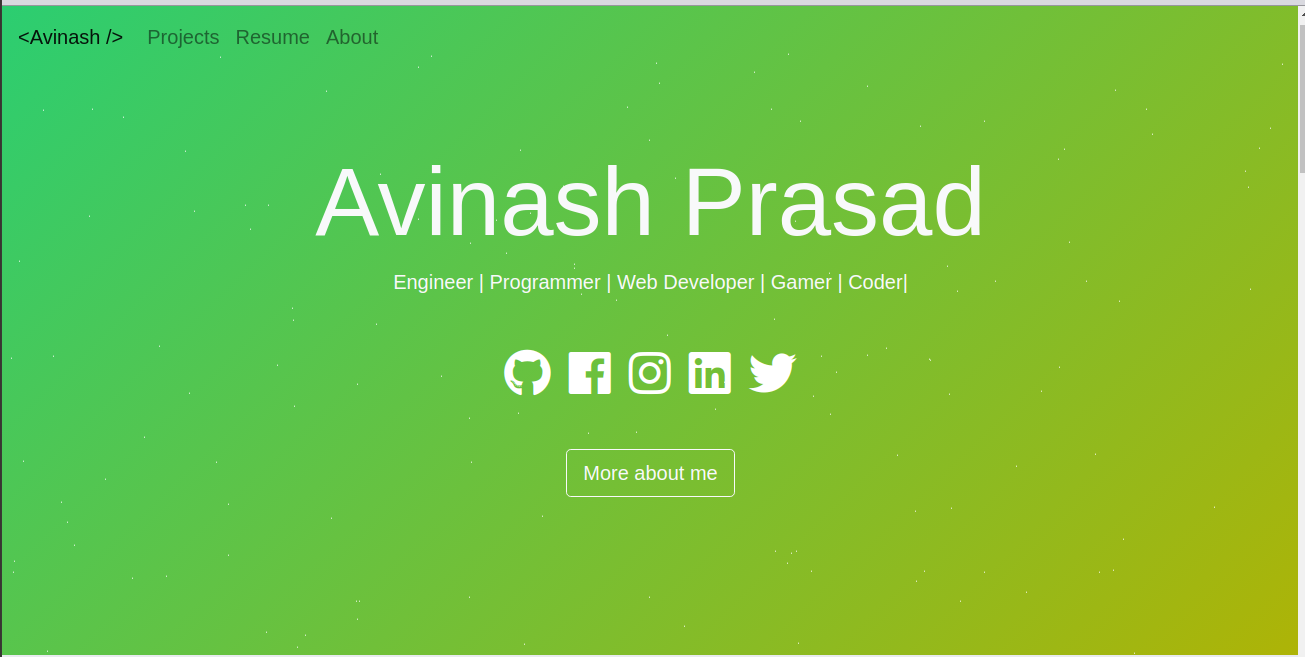 <Avinash /> Projects Resume About
Avinash Prasad
Engineer | Programmer | Web Developer | Gamer | Coder|
More about me